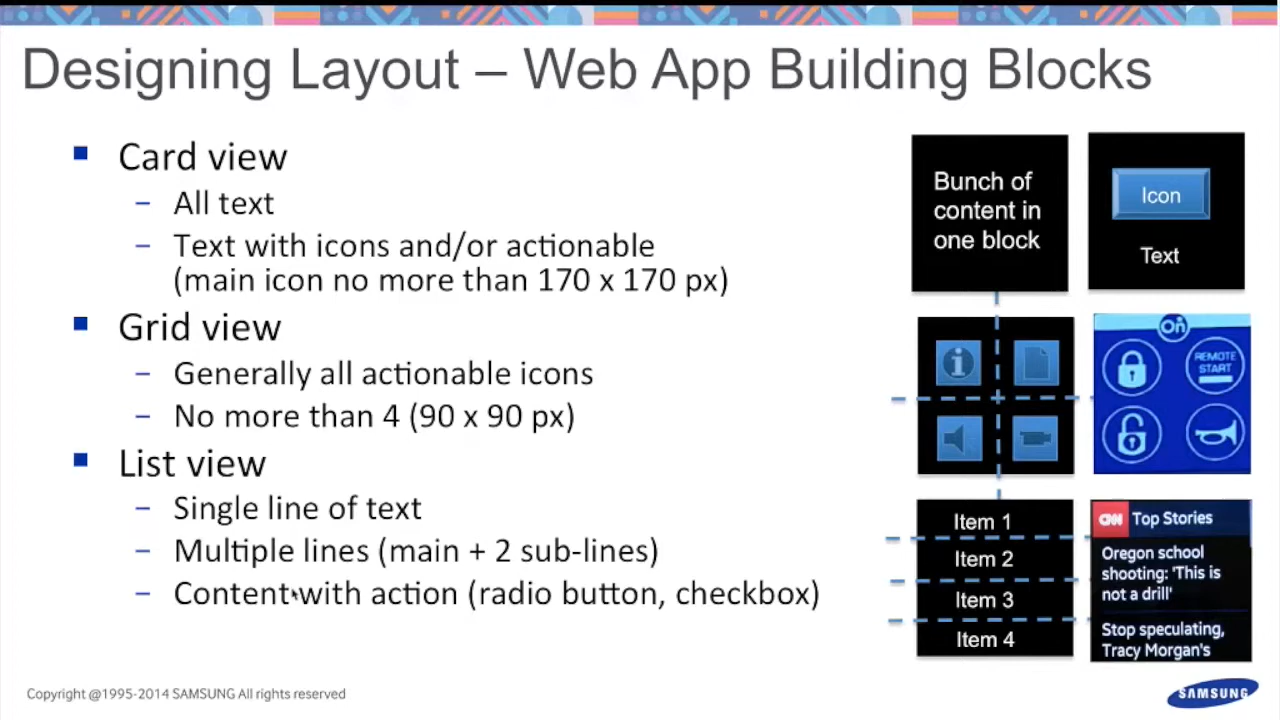 Designing Layout – Web App Building Blocks
Card view
– All text
– Text with icons and/or actionable
(main icon no more than 170 x 170 px)
Grid view
– Generally all actionable icons
– No more than 4 (90 x 90 px)
List view
– Single line of text
– Multiple lines (main + 2 sub-lines)
– Content with action (radio button, checkbox)
Bunch of
content in
one block
Icon
Text
i
On
REMOTE
START
Item 1
Item 2
Item 3
Item 4
CNN Top Stories
Oregon school
shooting: 'This is
not a drill'
Stop speculating,
Tracy Morgan's
Copyright @1995-2014 SAMSUNG All rights reserved
SAMSUNG